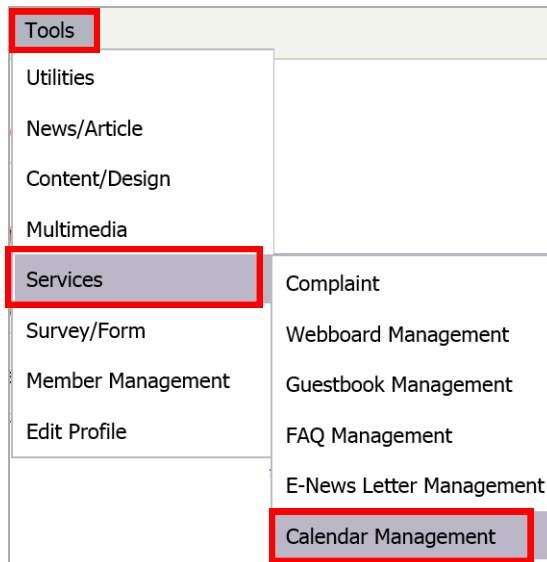 Tools
Utilities
News/Article
Content/Design
Multimedia
Services
Survey/Form
Member Management
Edit Profile
Complaint
Webboard Management
Guestbook Management
FAQ Management
E-News Letter Management
Calendar Management